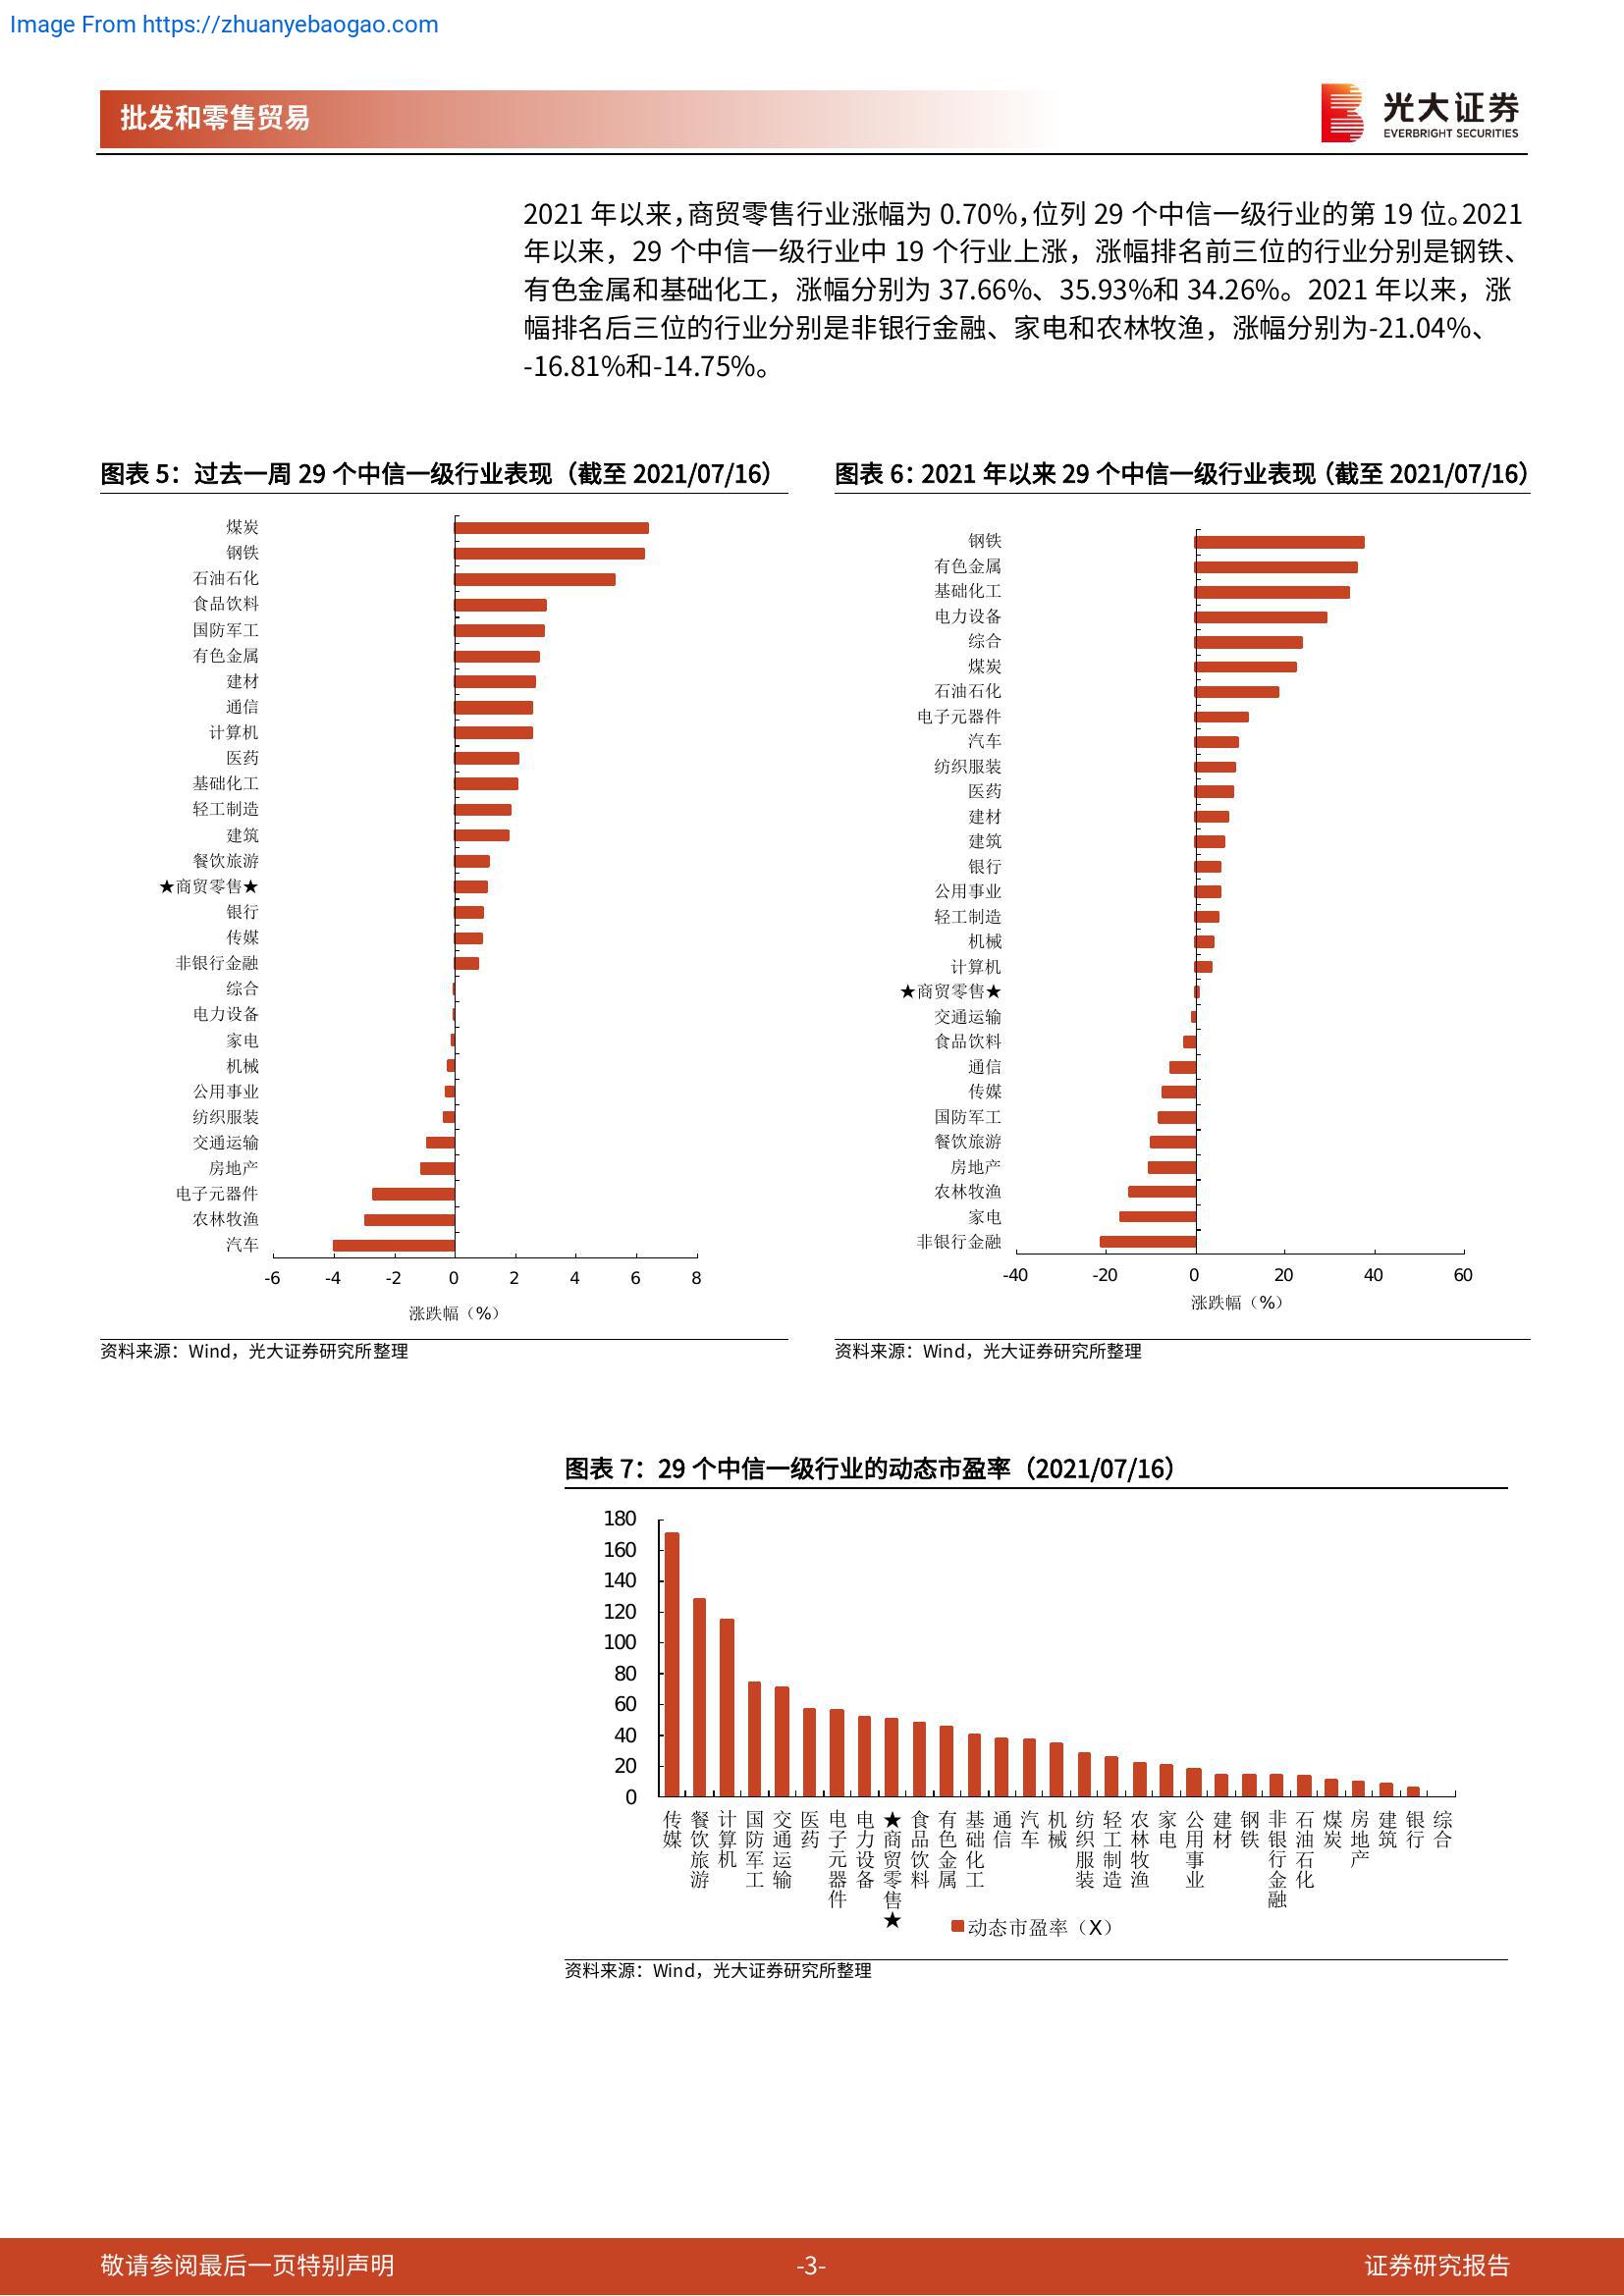 Image From https://zhuanyebaogao.com
批发和零售贸易
光大证券
EVERBRIGHT SECURITIES
2021 年以来，商贸零售行业涨幅为 0.70%，位列 29 个中信一级行业的第 19 位。2021
年以来，29 个中信一级行业中 19 个行业上涨，涨幅排名前三位的行业分别是钢铁、
有色金属和基础化工，涨幅分别为 37.66%、35.93%和 34.26%。2021 年以来，涨
幅排名后三位的行业分别是非银行金融、家电和农林牧渔，涨幅分别为-21.04%、
-16.81%和-14.75%。
图表 5：过去一周 29 个中信一级行业表现（截至 2021/07/16）
煤炭
钢铁
石油石化
食品饮料
国防军工
有色金属
建材
通信
计算机
医药
基础化工
轻工制造
建筑
餐饮旅游
★商贸零售★
银行
传媒
非银行金融
综合
电力设备
家电
机械
公用事业
纺织服装
交通运输
房地产
电子元器件
农林牧渔
汽车
-6 -4 -2 0 2 4 6 8
涨跌幅（%）
资料来源：Wind，光大证券研究所整理
图表 6：2021 年以来 29 个中信一级行业表现（截至 2021/07/16）
钢铁
有色金属
基础化工
电力设备
综合
煤炭
石油石化
电子元器件
汽车
纺织服装
医药
建材
建筑
银行
公用事业
轻工制造
机械
计算机
★商贸零售★
交通运输
食品饮料
通信
传媒
国防军工
餐饮旅游
房地产
农林牧渔
家电
非银行金融
-40 -20 0 20 40 60
涨跌幅（%）
资料来源：Wind，光大证券研究所整理
图表 7：29 个中信一级行业的动态市盈率（2021/07/16）
180
160
140
120
100
80
60
40
20
0
传媒
餐饮旅游
计算机
国防军工
交通运输
医药
电子元器件
电力设备
★商贸零售★
食品饮料
有色金属
基础化工
通信
汽车
机械
纺织服装
轻工制造
农林牧渔
家电
公用事业
建材
钢铁
非银行金融
石油石化
煤炭
房地产
建筑
银行
综合
动态市盈率（X）
资料来源：Wind，光大证券研究所整理
敬请参阅最后一页特别声明
-3-
证券研究报告